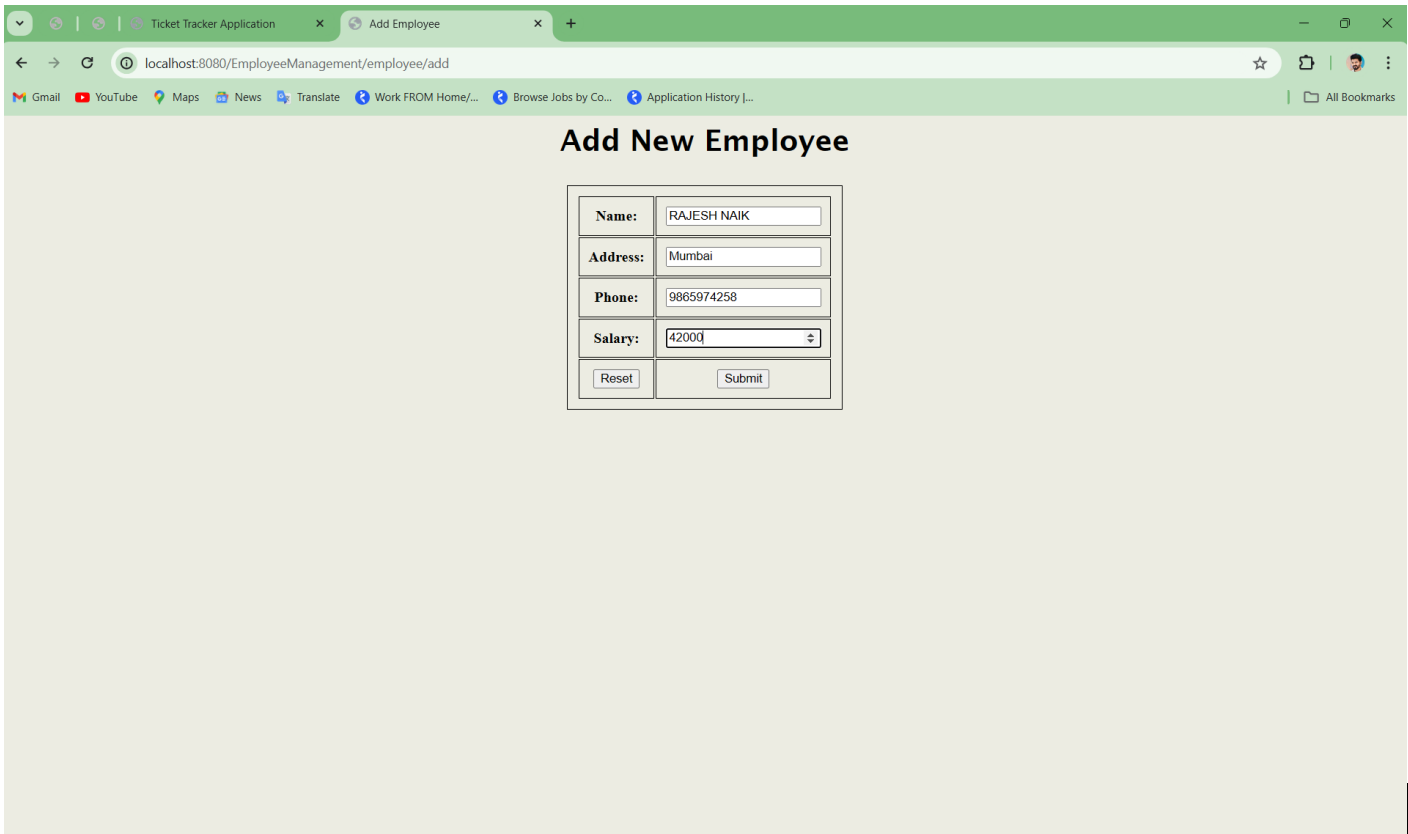 Ticket Tracker Application
Add Employee
localhost:8080/EmployeeManagement/employee/add
Gmail YouTube Maps News Translate Work FROM Home/... Browse Jobs by Co... Application History |... All Bookmarks
Add New Employee
Name: RAJESH NAIK
Address: Mumbai
Phone: 9865974258
Salary: 42000
Reset Submit